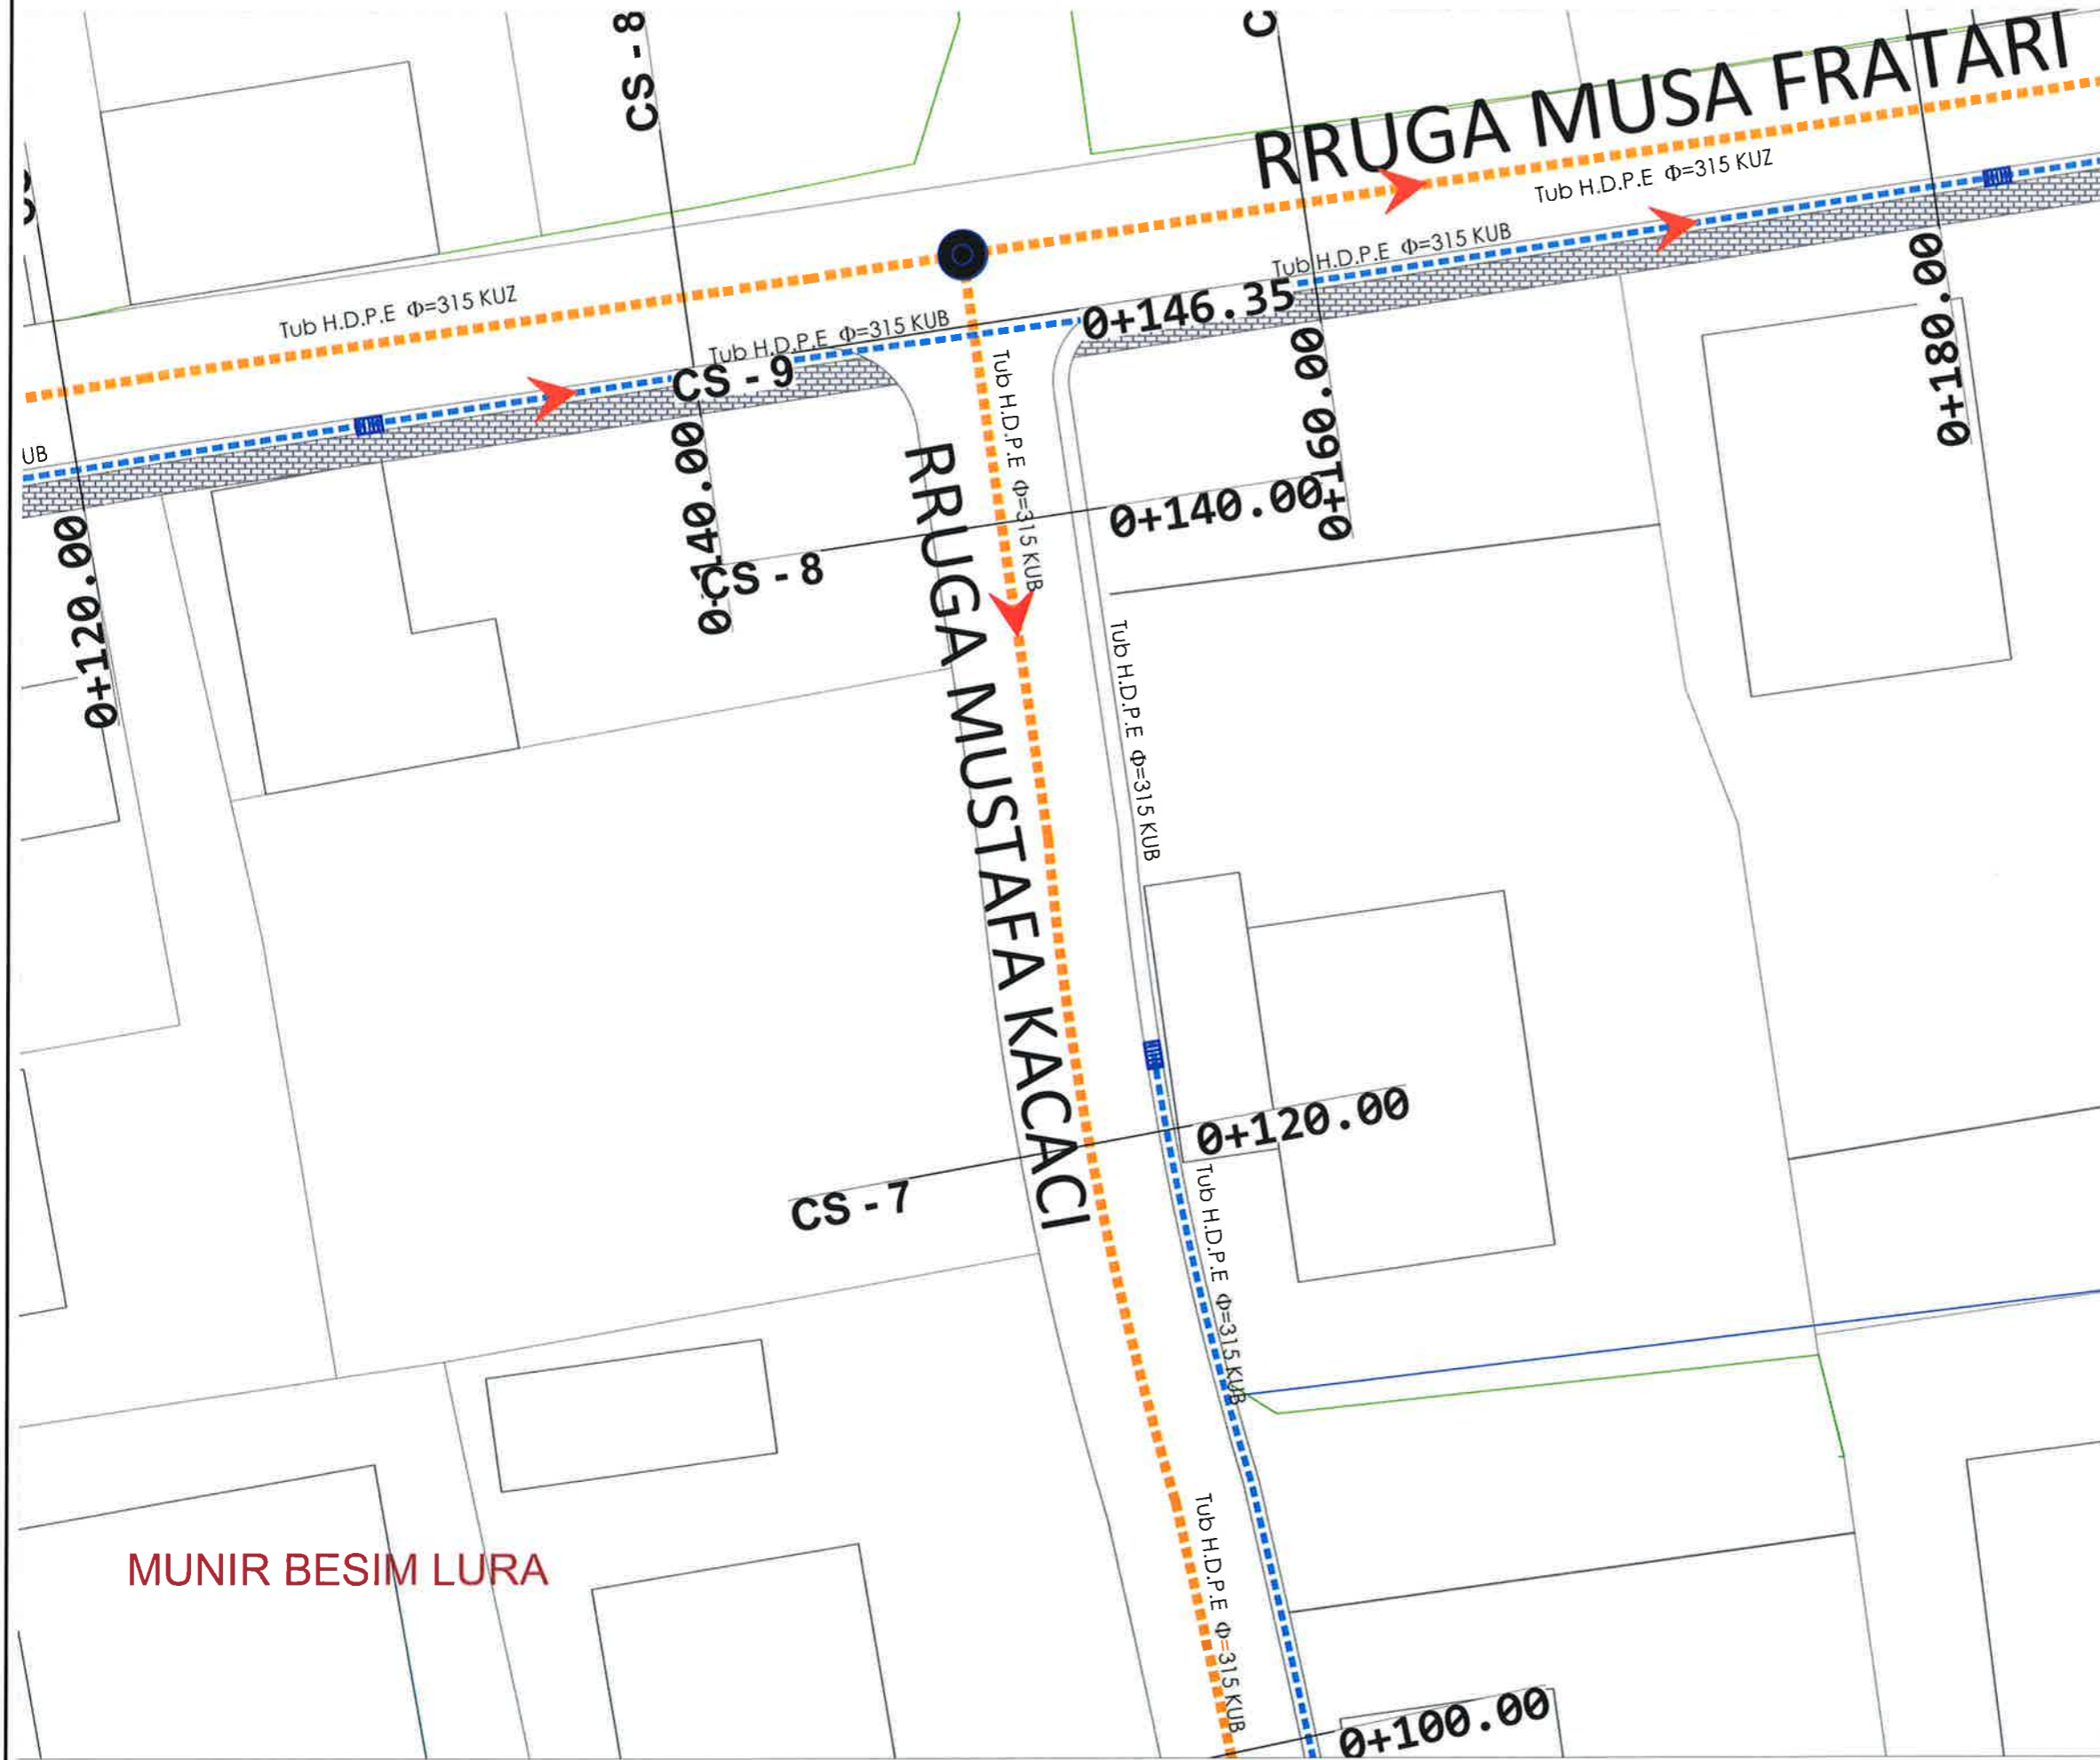 CS - 8
RRUGA MUSA FRATARI
Tub H.D.P.E Φ=315 KUZ
Tub H.D.P.E Φ=315 KUB
Tub H.D.P.E Φ=315 KUZ
Tub H.D.P.E Φ=315 KUB
0+146.35
CS - 9
UB
0+120.00
0+140.00
0+160.00
0+180.00
Tub H.D.P.E Φ=315 KUB
0+140.00
CS - 8
RRUGA MUSTAFA KACACI
Tub H.D.P.E Φ=315 KUB
0+120.00
CS - 7
Tub H.D.P.E Φ=315 KUB
Tub H.D.P.E Φ=315 KUB
MUNIR BESIM LURA
0+100.00